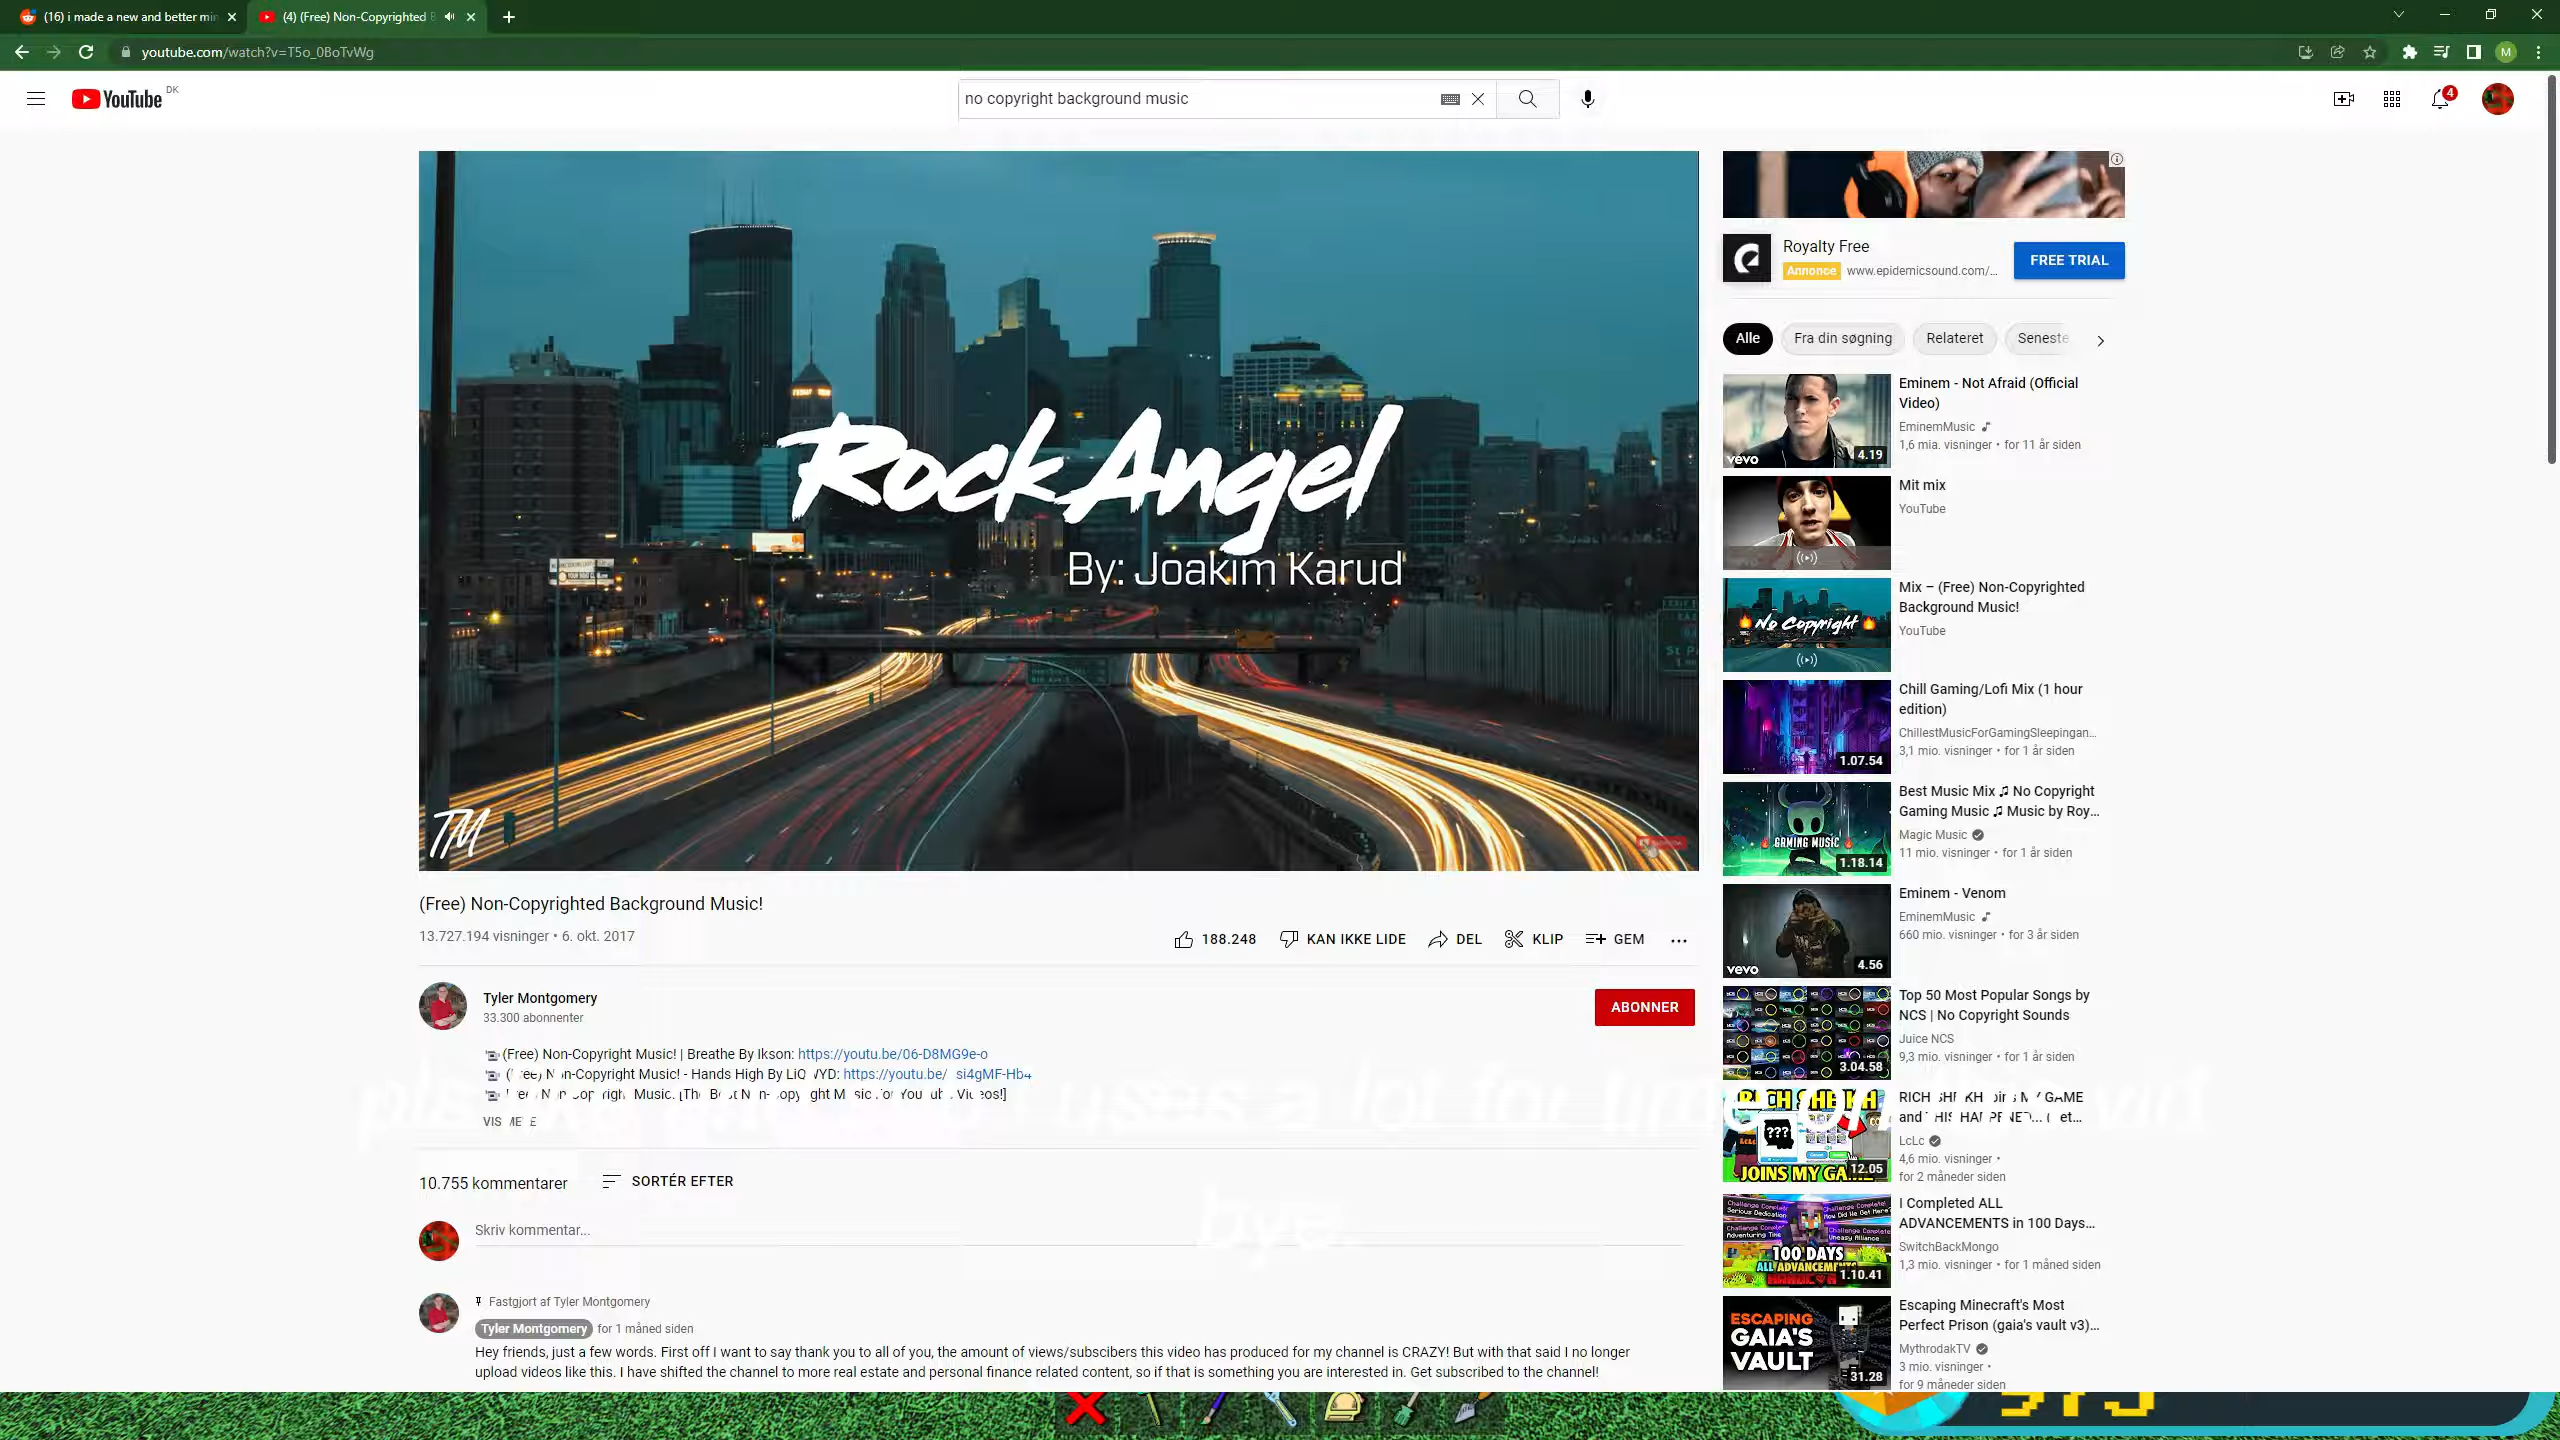 (16) i made a new and better min
(4) (Free) Non-Copyrighted B
youtube.com/watch?v=T5o_0BoTvWg
M
YouTube DK
no copyright background music
4
Rock Angel
By: Joakim Karud
TM
(Free) Non-Copyrighted Background Music!
13.727.194 visninger • 6. okt. 2017
188.248 KAN IKKE LIDE DEL KLIP GEM
Tyler Montgomery
33.300 abonnenter
ABONNER
(Free) Non-Copyright Music! | Breathe By Ikson: https://youtu.be/06-D8MG9e-o
Non-Copyright Music! - Hands High By
VIS
10.755 kommentarer SORTÉR EFTER
Skriv kommentar...
bye
Fastgjort af Tyler Montgomery
Tyler Montgomery for 1 måned siden
Hey friends, just a few words. First off I want to say thank you to all of you, the amount of views/subscibers this video has produced for my channel is CRAZY! But with that said I no longer
upload videos like this. I have shifted the channel to more real estate and personal finance related content, so if that is something you are interested in. Get subscribed to the channel!
Royalty Free
Annonce www.epidemicsound.com/...
FREE TRIAL
Alle Fra din søgning Relateret Seneste
vevo 4.19
Eminem - Not Afraid (Official
Video)
EminemMusic
1,6 mia. visninger • for 11 år siden
Mit mix
YouTube
No Copyright
Mix – (Free) Non-Copyrighted
Background Music!
YouTube
1.07.54
Chill Gaming/Lofi Mix (1 hour
edition)
ChillestMusicForGamingSleepingan...
3,1 mio. visninger • for 1 år siden
GAMING MUSIC
1.18.14
Best Music Mix ♫ No Copyright
Gaming Music ♫ Music by Roy...
Magic Music
11 mio. visninger • for 1 år siden
vevo 4.56
Eminem - Venom
EminemMusic
660 mio. visninger • for 3 år siden
3.04.58
Top 50 Most Popular Songs by
NCS | No Copyright Sounds
Juice NCS
9,3 mio. visninger • for 1 år siden
RICH SHEIKH
???
JOINS MY GAME
12.05
RICH GAME
and
LcLc
4,6 mio. visninger •
for 2 måneder siden
100 DAYS
ALL ADVANCEMENTS
1.10.41
I Completed ALL
ADVANCEMENTS in 100 Days...
SwitchBackMongo
1,3 mio. visninger • for 1 måned siden
ESCAPING
GAIA'S
VAULT
31.28
Escaping Minecraft's Most
Perfect Prison (gaia's vault v3)...
MythrodakTV
3 mio. visninger •
for 9 måneder siden